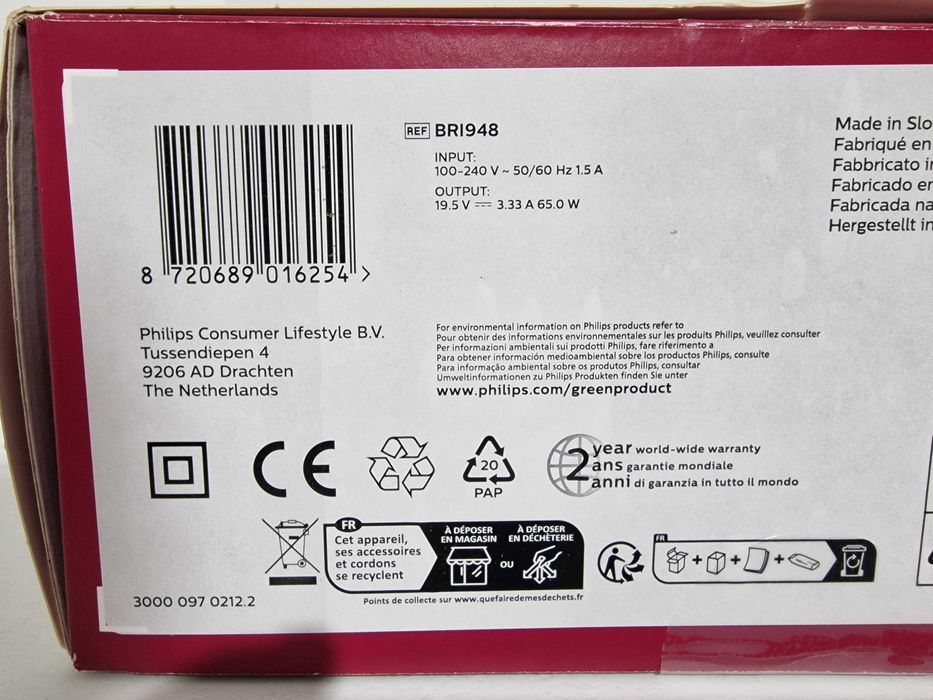 REF BRI948
INPUT:
100-240 V ~ 50/60 Hz 1.5 A
OUTPUT:
19.5 V ⎓ 3.33 A 65.0 W
Made in Slo
Fabriqué en
Fabbricato in
Fabricado en
Fabricada na
Hergestellt in
8 720689 016254 >
Philips Consumer Lifestyle B.V.
Tussendiepen 4
9206 AD Drachten
The Netherlands
For environmental information on Philips products refer to
Pour obtenir des informations environnementales sur les produits Philips, veuillez consulter
Per informazioni ambientali sui prodotti Philips, fare riferimento a
Para obtener información medioambiental sobre los productos Philips, consulte
Para informação ambiental sobre os produtos Philips, consultar
Umweltinformationen zu Philips Produkten finden Sie unter
www.philips.com/greenproduct
CE
20
PAP
2 year world-wide warranty
ans garantie mondiale
anni di garanzia in tutto il mondo
FR
Cet appareil,
ses accessoires
et cordons
se recyclent
À DÉPOSER
EN MAGASIN
OU
À DÉPOSER
EN DÉCHÈTERIE
FR
+ + +
3000 097 0212.2
Points de collecte sur www.quefairedemesdechets.fr